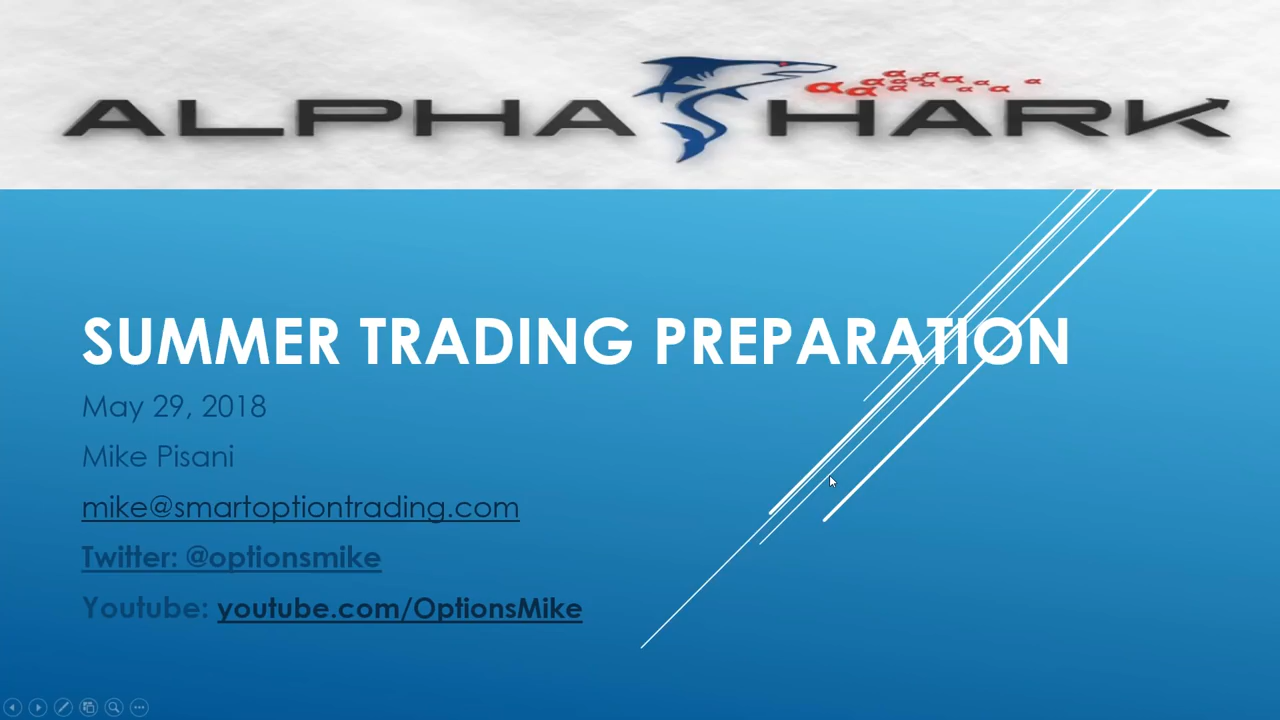 ALPHA SHARK
SUMMER TRADING PREPARATION
May 29, 2018
Mike Pisani
mike@smartoptiontrading.com
Twitter: @optionsmike
Youtube: youtube.com/OptionsMike